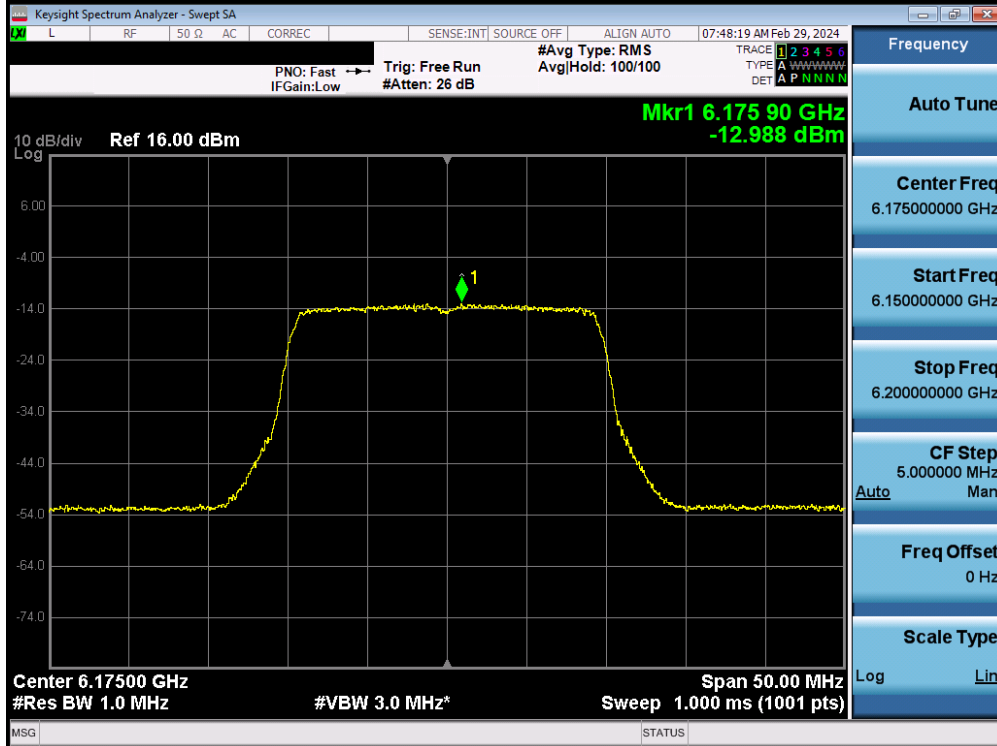 Keysight Spectrum Analyzer - Swept SA
LXI L RF 50 Ω AC CORREC SENSE:INT SOURCE OFF ALIGN AUTO 07:48:19 AM Feb 29, 2024
PNO: Fast
IFGain:Low
Trig: Free Run
#Atten: 26 dB
#Avg Type: RMS
Avg|Hold: 100/100
TRACE 1 2 3 4 5 6
TYPE A WWWWW
DET A P N N N N
Mkr1 6.175 90 GHz
-12.988 dBm
10 dB/div Ref 16.00 dBm
Log
6.00
-4.00
1
-14.0
-24.0
-34.0
-44.0
-54.0
-64.0
-74.0
Center 6.17500 GHz Span 50.00 MHz
#Res BW 1.0 MHz #VBW 3.0 MHz* Sweep 1.000 ms (1001 pts)
MSG STATUS
Frequency
Auto Tune
Center Freq
6.175000000 GHz
Start Freq
6.150000000 GHz
Stop Freq
6.200000000 GHz
CF Step
5.000000 MHz
Auto Man
Freq Offset
0 Hz
Scale Type
Log Lin